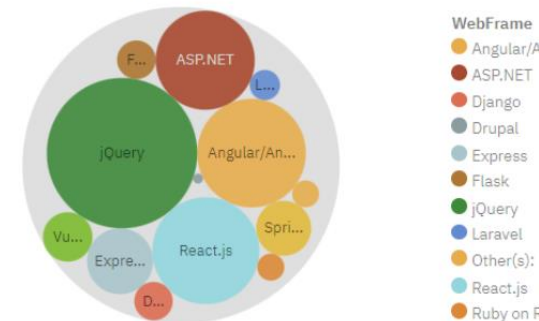 F...
ASP.NET
L...
jQuery
Angular/An...
Vu...
Spri...
Expre...
React.js
D...
WebFrame
Angular/A
ASP.NET
Django
Drupal
Express
Flask
jQuery
Laravel
Other(s):
React.js
Ruby on R